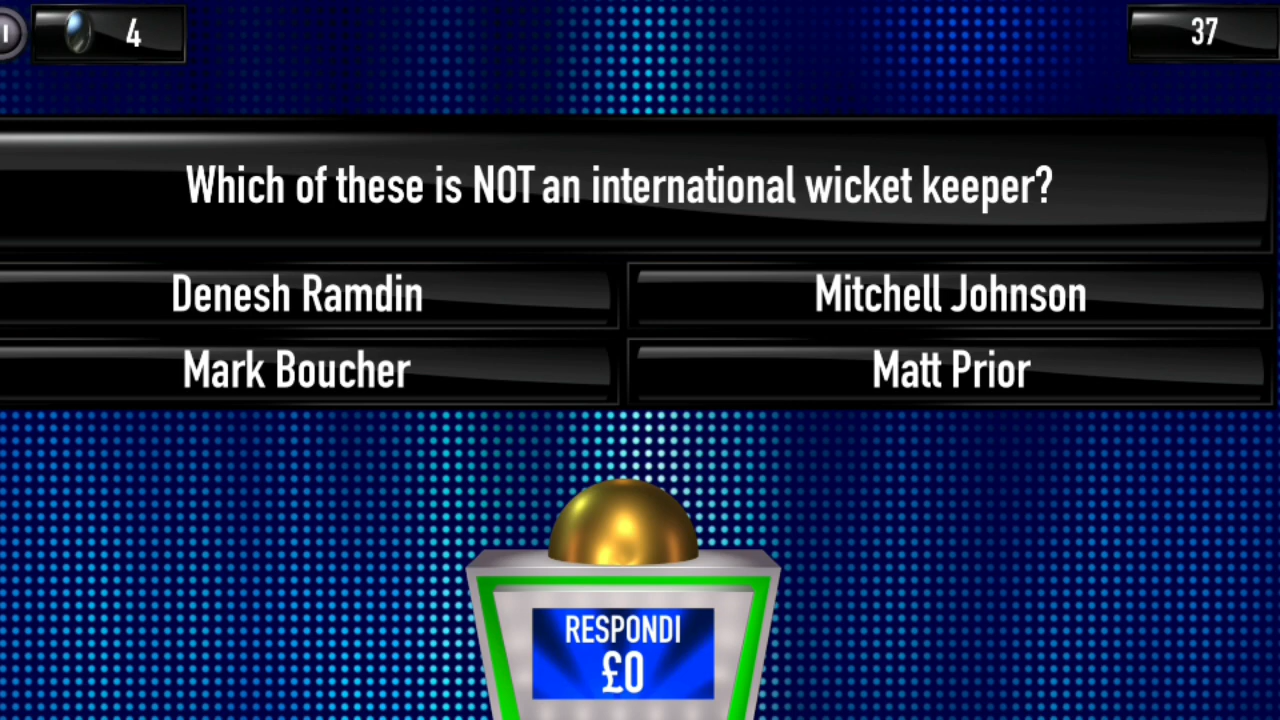 4
37
Which of these is NOT an international wicket keeper?
Denesh Ramdin
Mitchell Johnson
Mark Boucher
Matt Prior
RESPONDI
£0